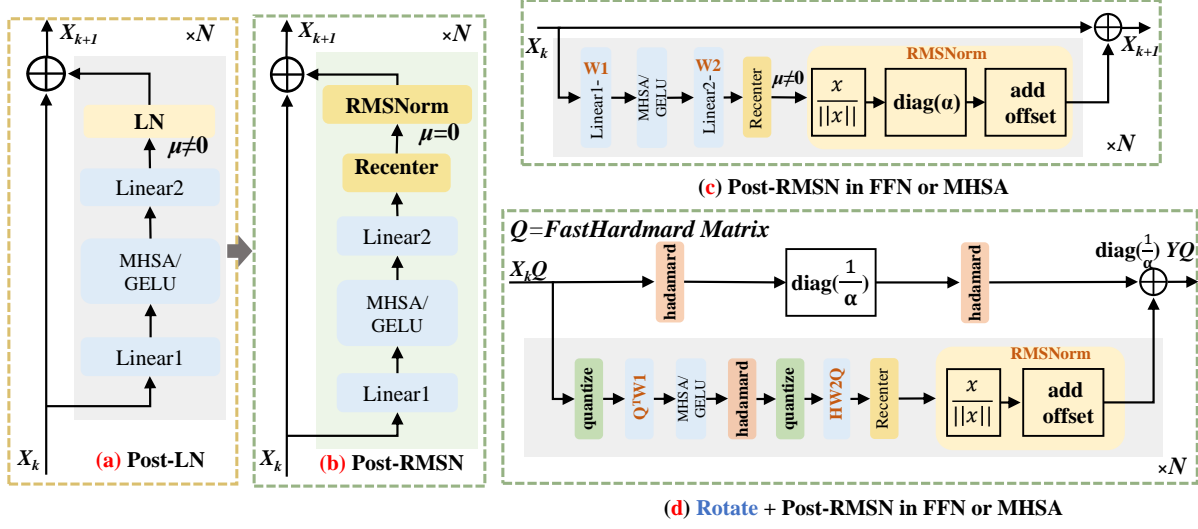 X_{k+1}
×N
LN
μ≠0
Linear2
MHSA/
GELU
Linear1
X_k
(a) Post-LN
X_{k+1}
×N
RMSNorm
μ=0
Recenter
Linear2
MHSA/
GELU
Linear1
X_k
(b) Post-RMSN
X_k
W1
Linear1-
MHSA/
GELU
W2
Linear2-
Recenter
μ≠0
RMSNorm
x
||x||
diag(α)
add
offset
X_{k+1}
×N
(c) Post-RMSN in FFN or MHSA
Q=FastHardmard Matrix
X_kQ
hadamard
diag(1/α)
hadamard
diag(1/α) YQ
quantize
Q^TW1
MHSA/
GELU
hadamard
quantize
HW2Q
Recenter
RMSNorm
x
||x||
add
offset
×N
(d) Rotate + Post-RMSN in FFN or MHSA